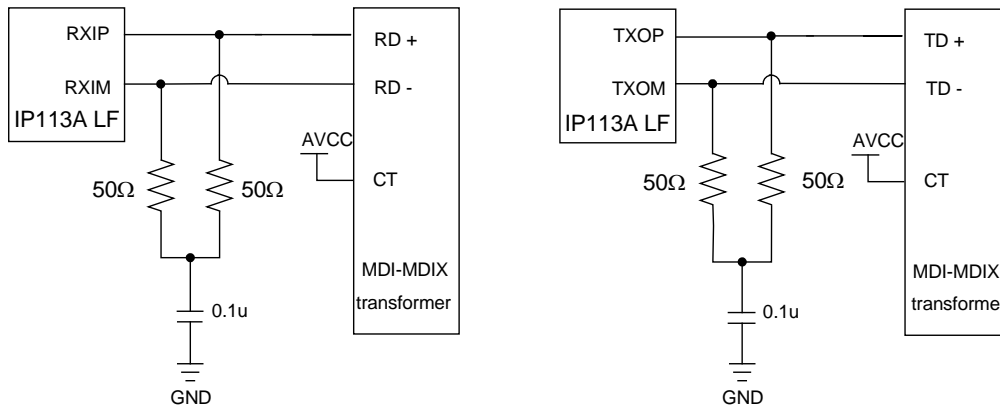 RXIP
RD +
RXIM
RD -
IP113A LF
AVCC
50Ω
50Ω
CT
MDI-MDIX
transformer
0.1u
GND
TXOP
TD +
TXOM
TD -
IP113A LF
AVCC
50Ω
50Ω
CT
MDI-MDIX
transforme
0.1u
GND